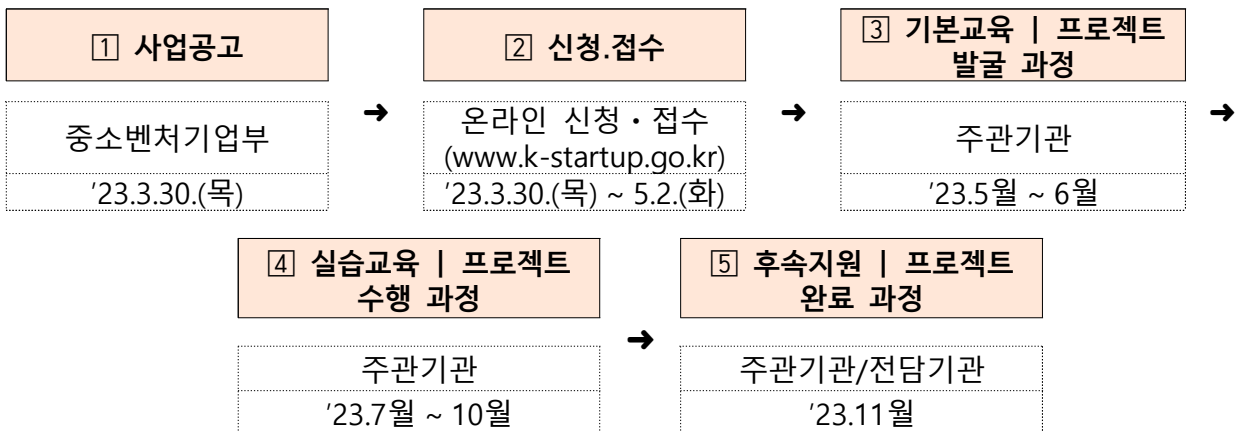 1 사업공고
중소벤처기업부
'23.3.30.(목)
➜
2 신청.접수
온라인 신청・접수
(www.k-startup.go.kr)
'23.3.30.(목) ~ 5.2.(화)
➜
3 기본교육 | 프로젝트
발굴 과정
주관기관
'23.5월 ~ 6월
➜
4 실습교육 | 프로젝트
수행 과정
주관기관
'23.7월 ~ 10월
➜
5 후속지원 | 프로젝트
완료 과정
주관기관/전담기관
'23.11월